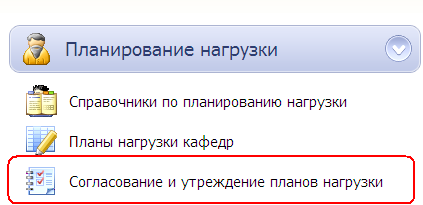 Планирование нагрузки
Справочники по планированию нагрузки
Планы нагрузки кафедр
Согласование и утреждение планов нагрузки